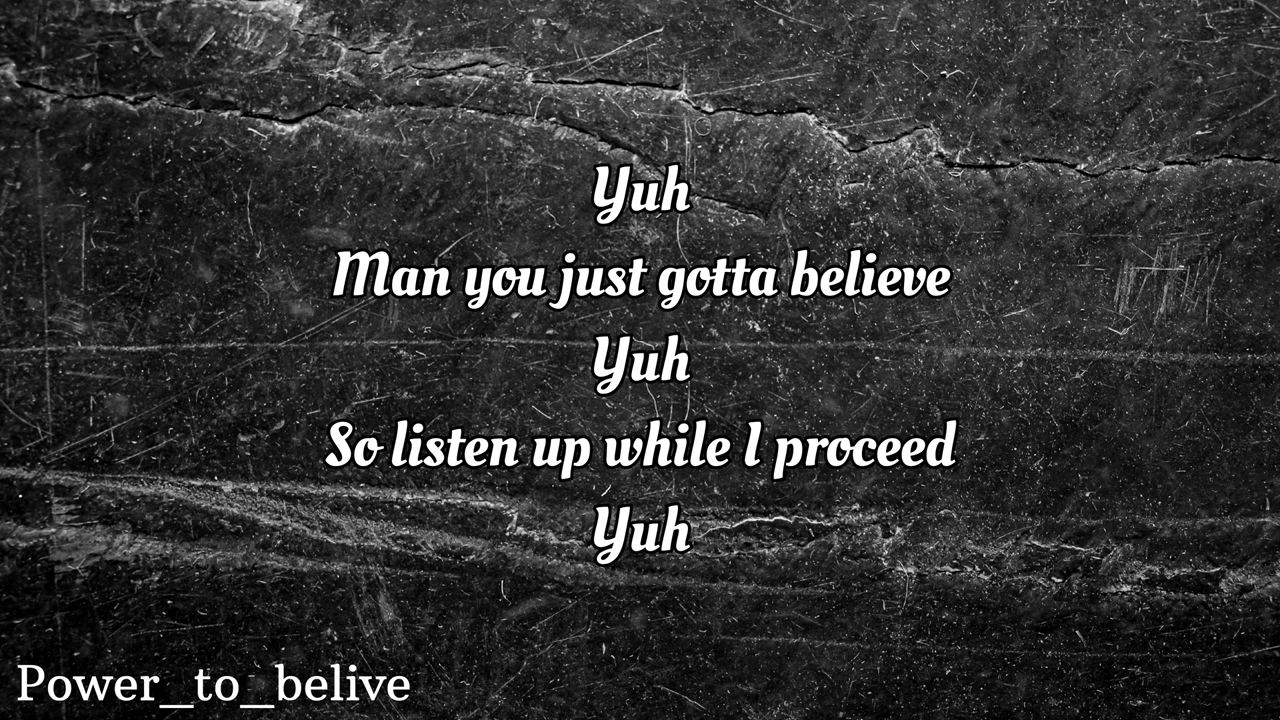 Yuh
Man you just gotta believe
Yuh
So listen up while I proceed
Yuh
Power_to_belive